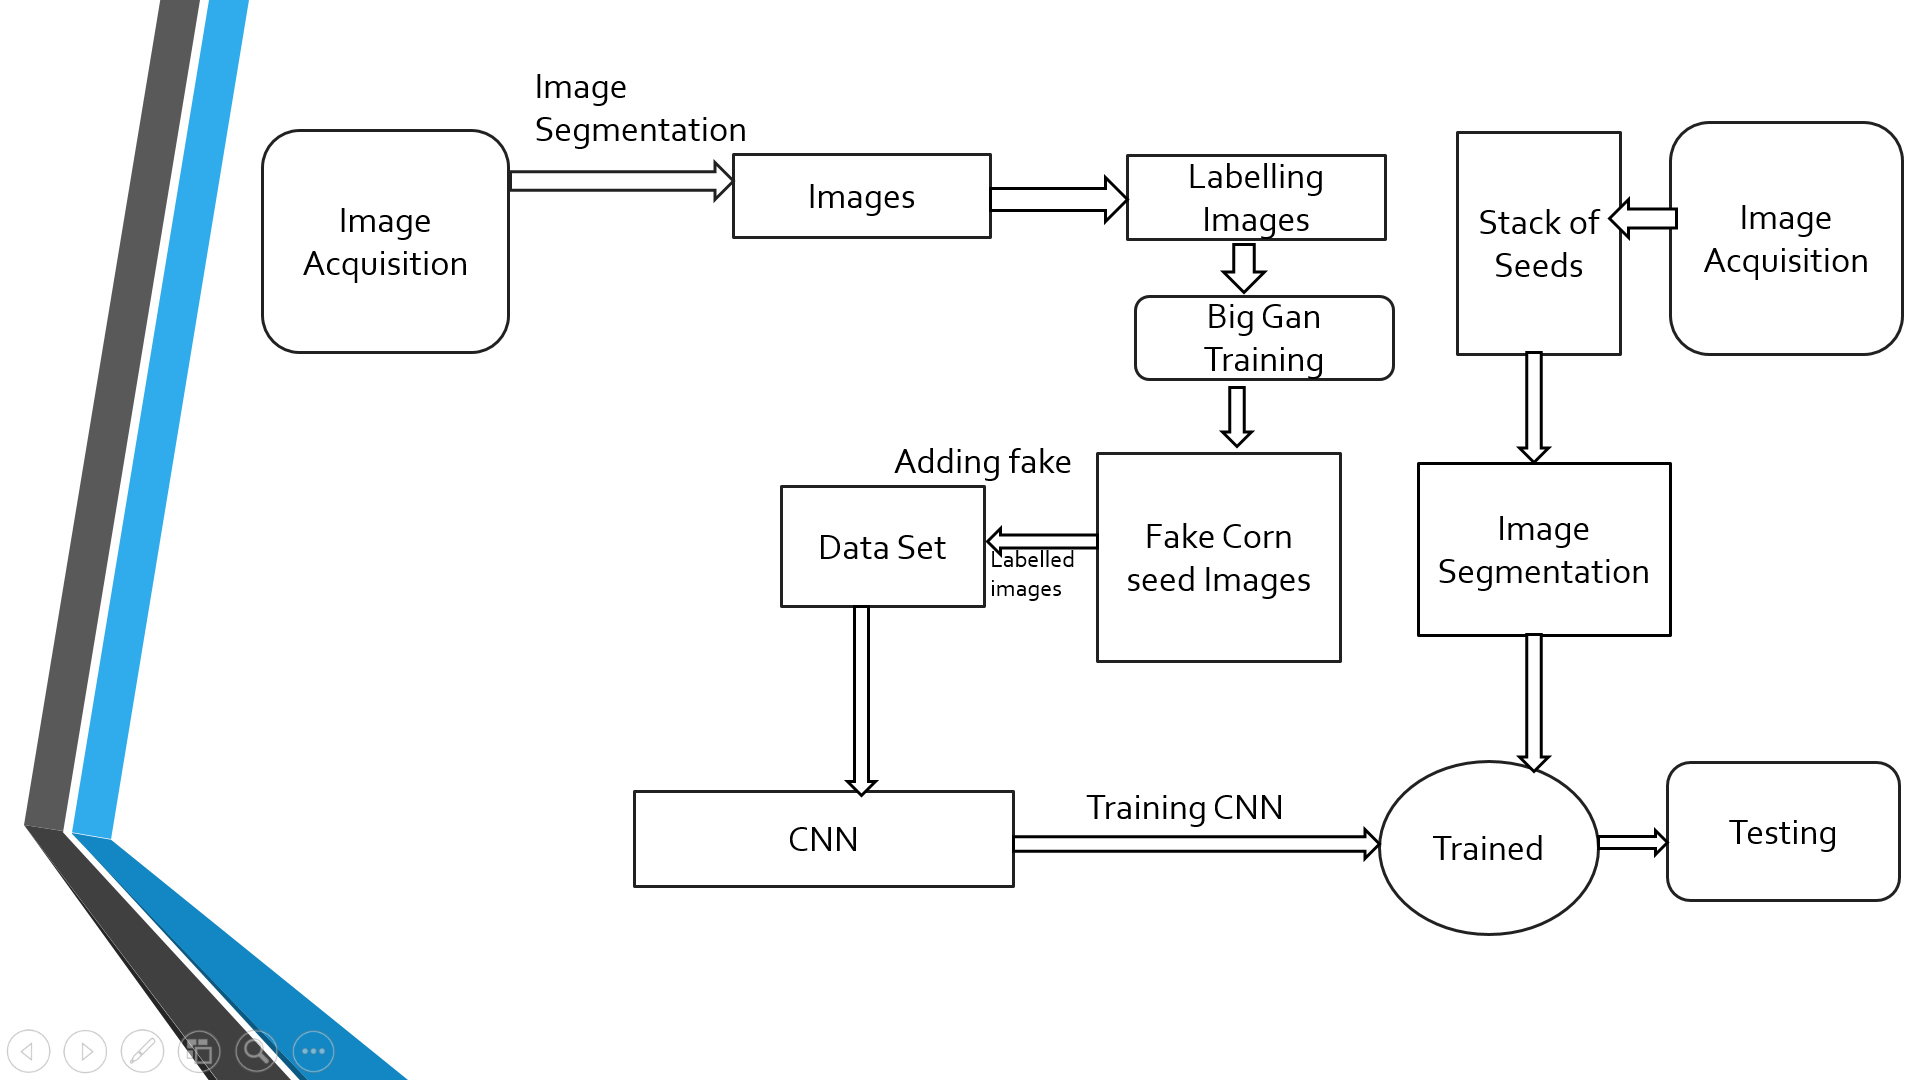 Image
Segmentation
Image
Acquisition
Images
Labelling
Images
Stack of
Seeds
Image
Acquisition
Big Gan
Training
Adding fake
Data Set
Labelled
images
Fake Corn
seed Images
Image
Segmentation
CNN
Training CNN
Trained
Testing